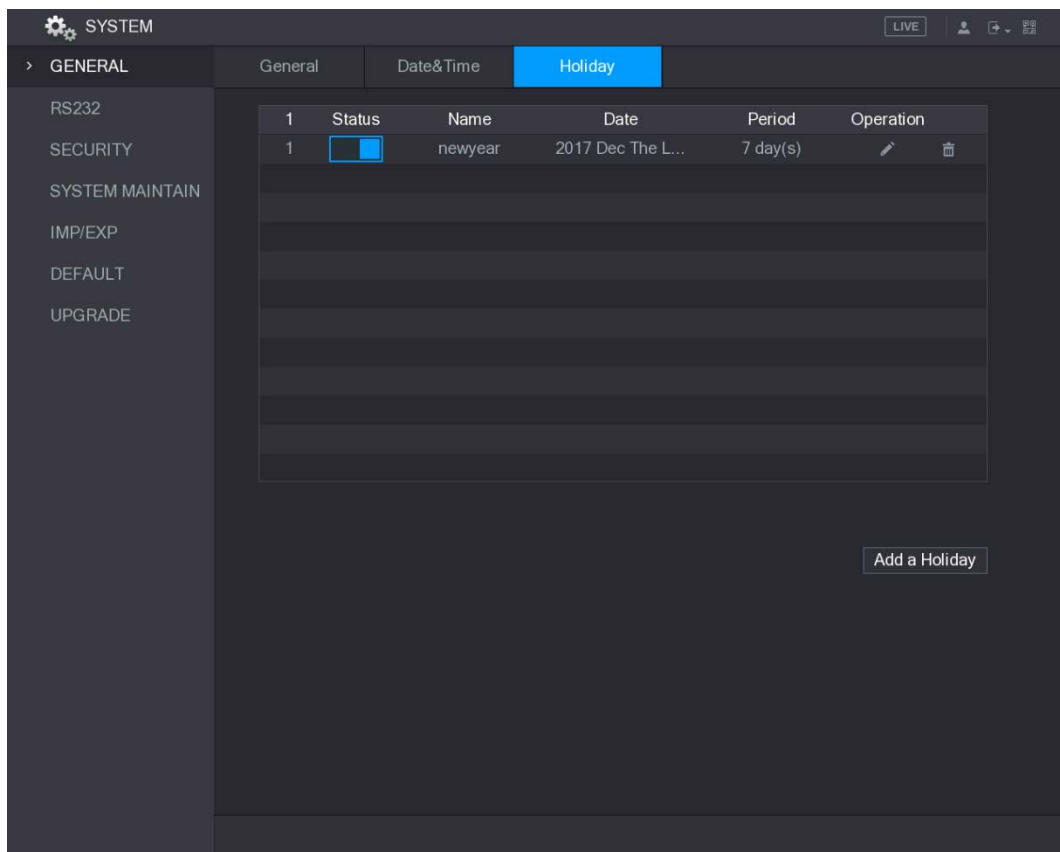 SYSTEM
LIVE
GENERAL
General Date&Time Holiday
RS232
SECURITY
SYSTEM MAINTAIN
IMP/EXP
DEFAULT
UPGRADE
1 Status Name Date Period Operation
1 newyear 2017 Dec The L... 7 day(s)
Add a Holiday